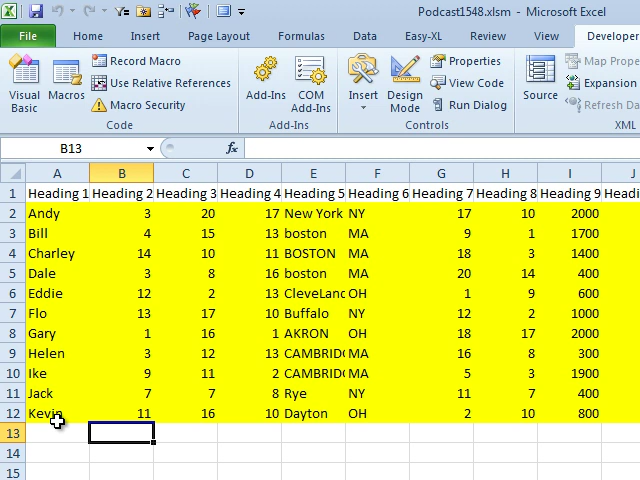 Podcast1548.xlsm - Microsoft Excel
File Home Insert Page Layout Formulas Data Easy-XL Review View Developer
Visual Basic
Macros
Record Macro
Use Relative References
Macro Security
Code
Add-Ins
COM Add-Ins
Add-Ins
Insert
Design Mode
Properties
View Code
Run Dialog
Controls
Source
Map Prope
Expansion
Refresh Da
XML
B13 fx
A B C D E F G H I J
1 Heading 1 Heading 2 Heading 3 Heading 4 Heading 5 Heading 6 Heading 7 Heading 8 Heading 9 Headi
2 Andy 3 20 17 New York NY 17 10 2000
3 Bill 4 15 13 boston MA 9 1 1700
4 Charley 14 10 11 BOSTON MA 18 3 1400
5 Dale 3 8 16 boston MA 20 14 400
6 Eddie 12 2 13 CleveLanc OH 1 9 600
7 Flo 13 17 10 Buffalo NY 12 2 1000
8 Gary 1 16 1 AKRON OH 18 17 2000
9 Helen 3 12 13 CAMBRIDG MA 16 8 300
10 Ike 9 11 2 CAMBRIDG MA 5 3 1900
11 Jack 7 7 8 Rye NY 11 7 400
12 Kevin 11 16 10 Dayton OH 2 10 800
13
14
15